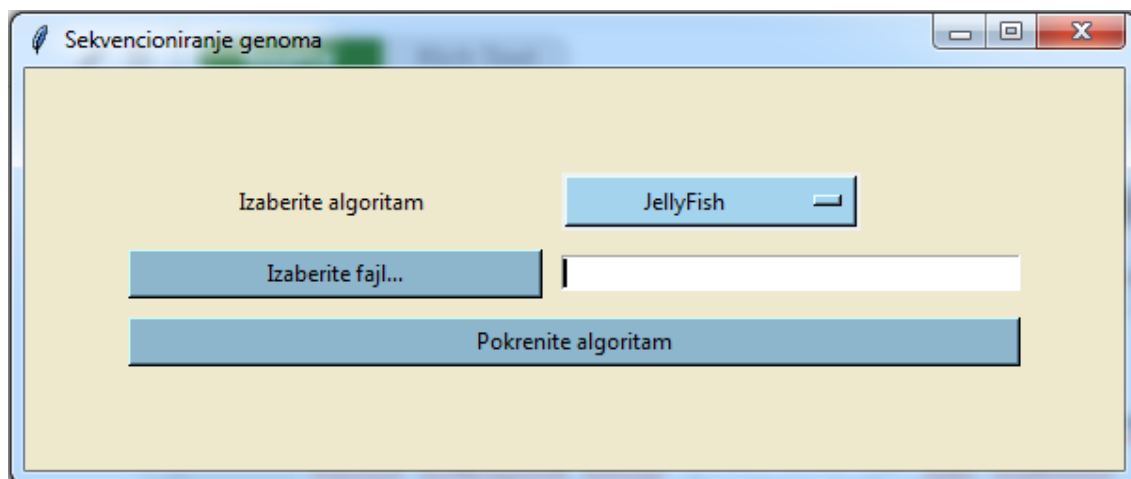 Sekvencioniranje genoma
Izaberite algoritam
JellyFish
Izaberite fajl...
Pokrenite algoritam